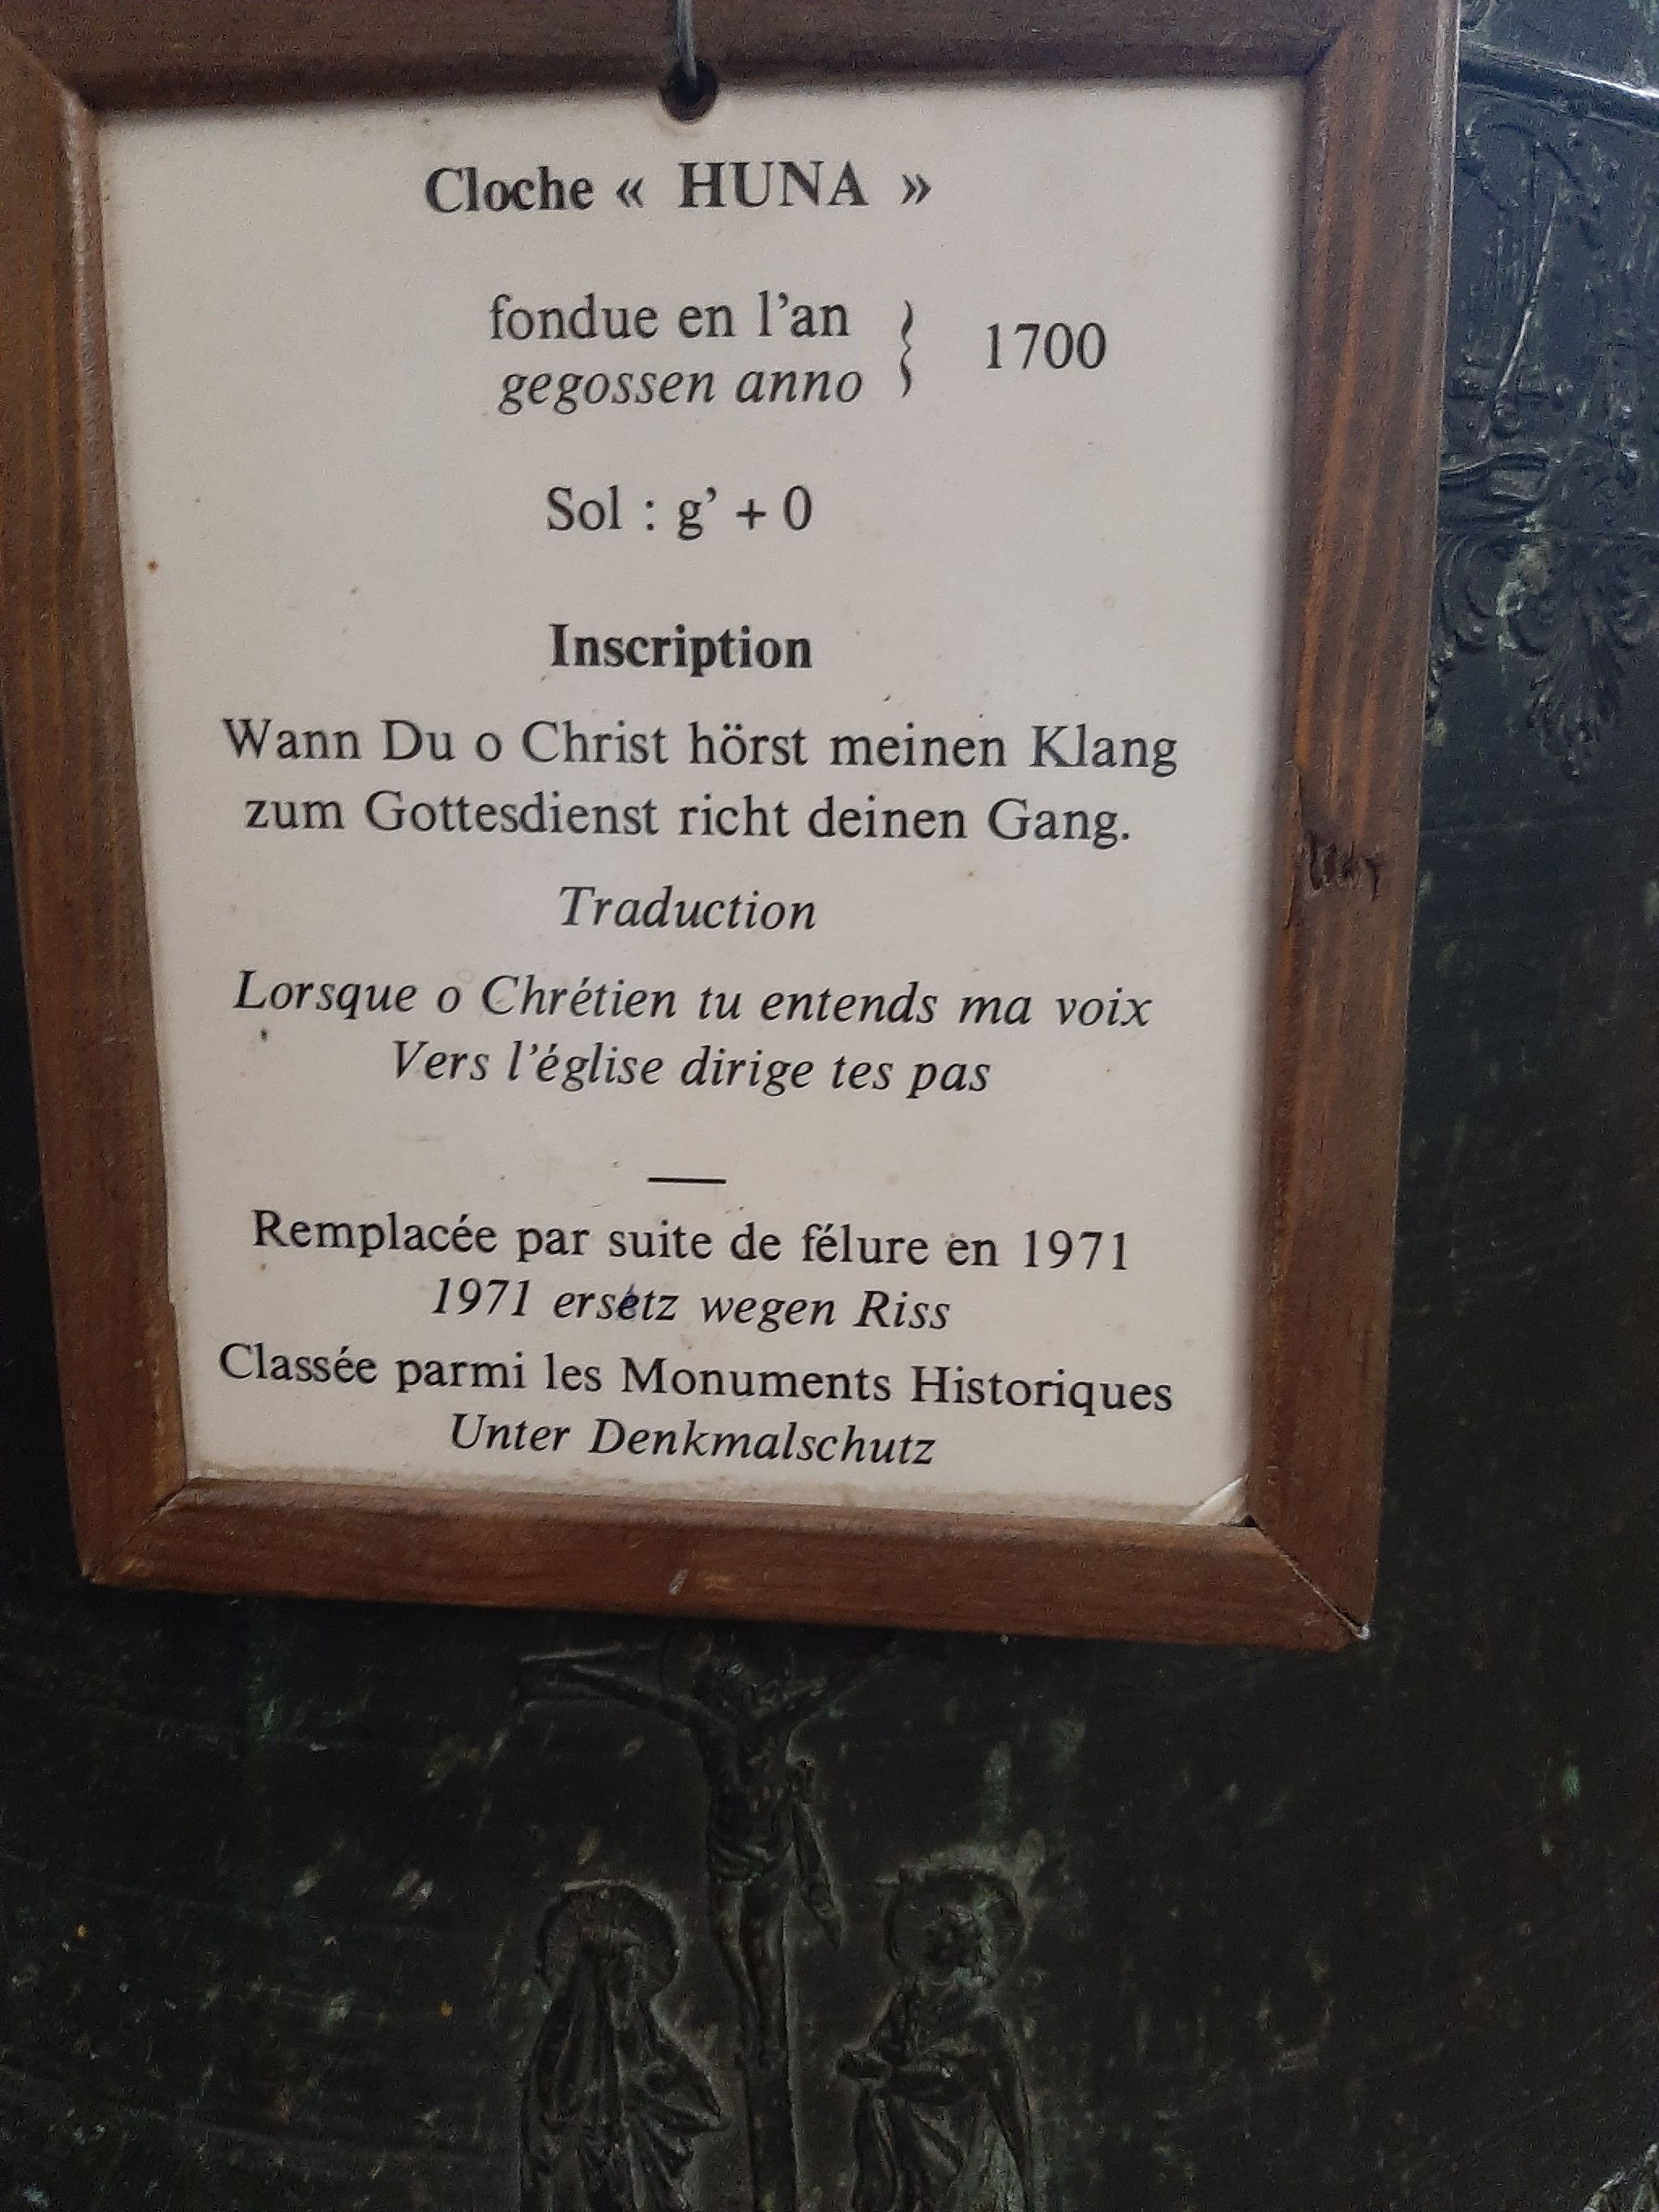 Cloche « HUNA »
fondue en l'an
gegossen anno
1700
Sol : g' + 0
Inscription
Wann Du o Christ hörst meinen Klang
zum Gottesdienst richt deinen Gang.
Traduction
Lorsque o Chrétien tu entends ma voix
Vers l'église dirige tes pas
Remplacée par suite de félure en 1971
1971 ersetz wegen Riss
Classée parmi les Monuments Historiques
Unter Denkmalschutz